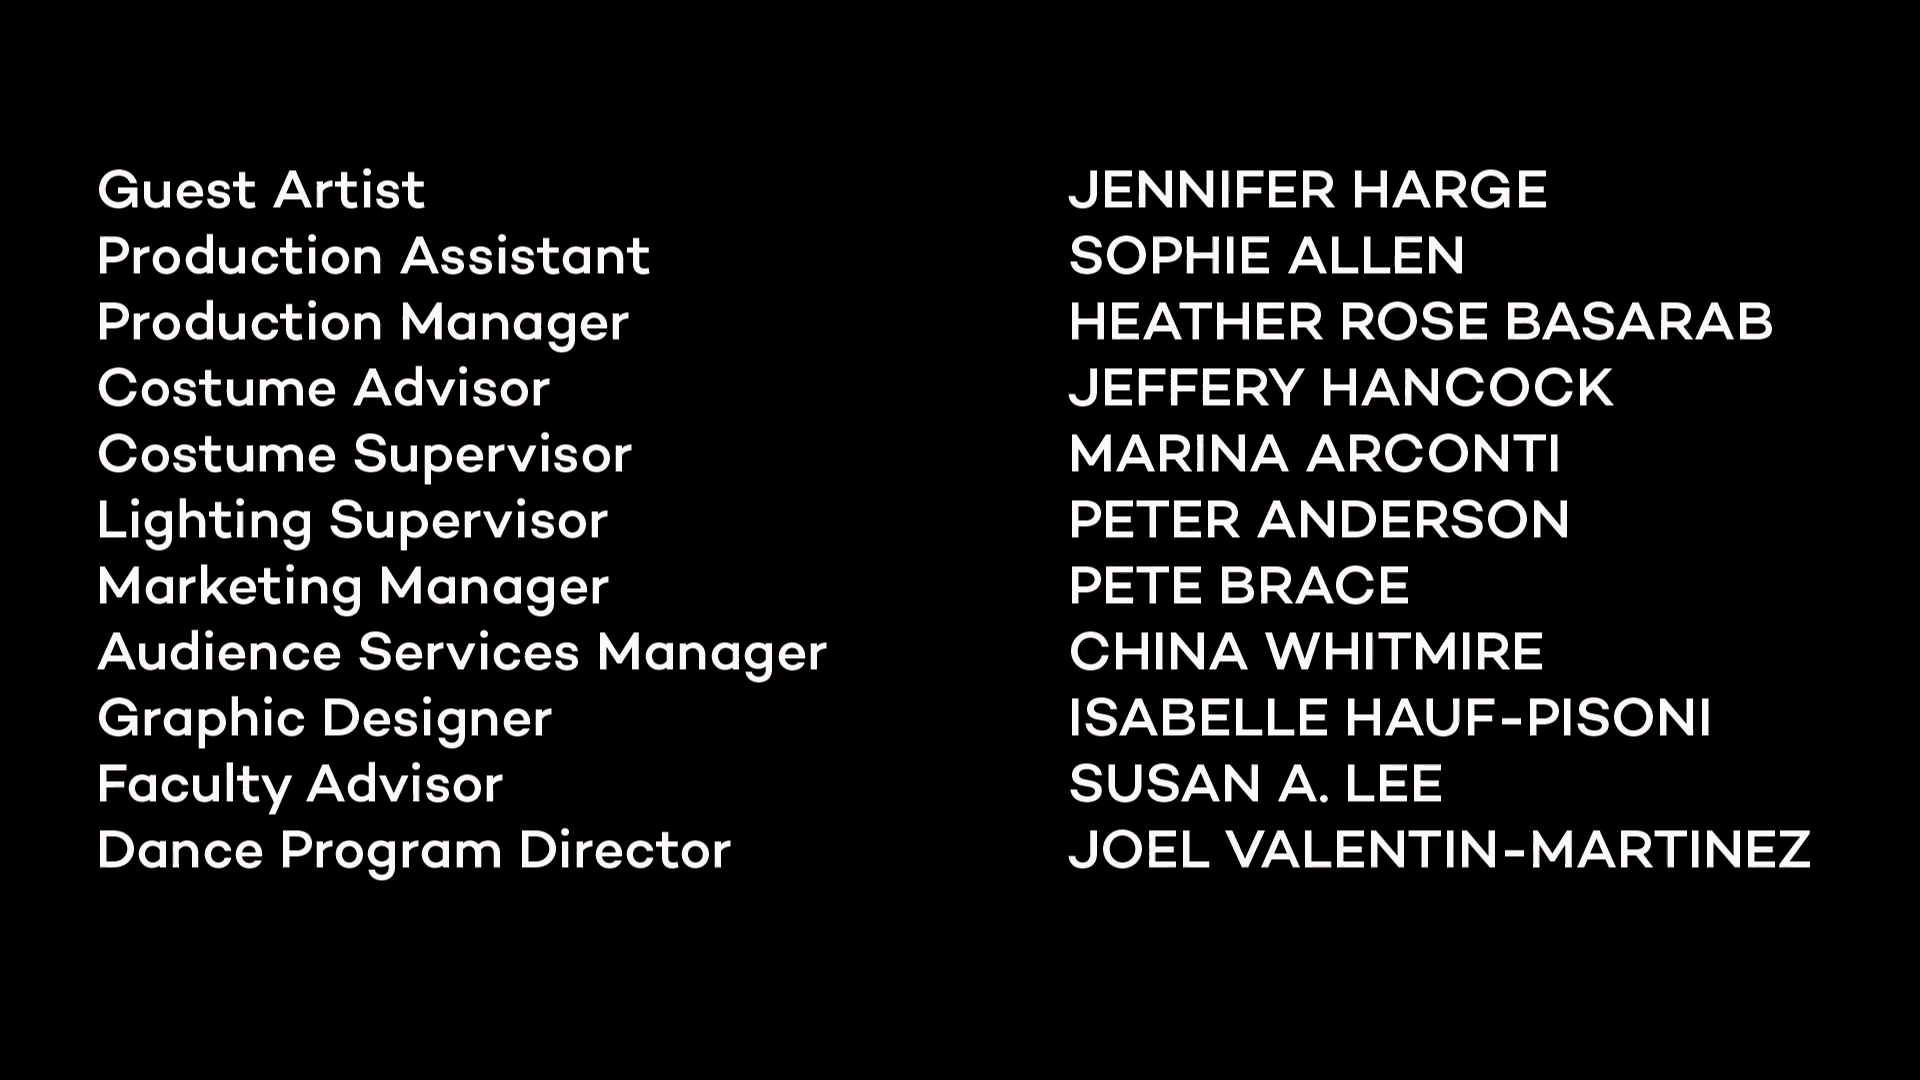 Guest Artist JENNIFER HARGE
Production Assistant SOPHIE ALLEN
Production Manager HEATHER ROSE BASARAB
Costume Advisor JEFFERY HANCOCK
Costume Supervisor MARINA ARCONTI
Lighting Supervisor PETER ANDERSON
Marketing Manager PETE BRACE
Audience Services Manager CHINA WHITMIRE
Graphic Designer ISABELLE HAUF-PISONI
Faculty Advisor SUSAN A. LEE
Dance Program Director JOEL VALENTIN-MARTINEZ